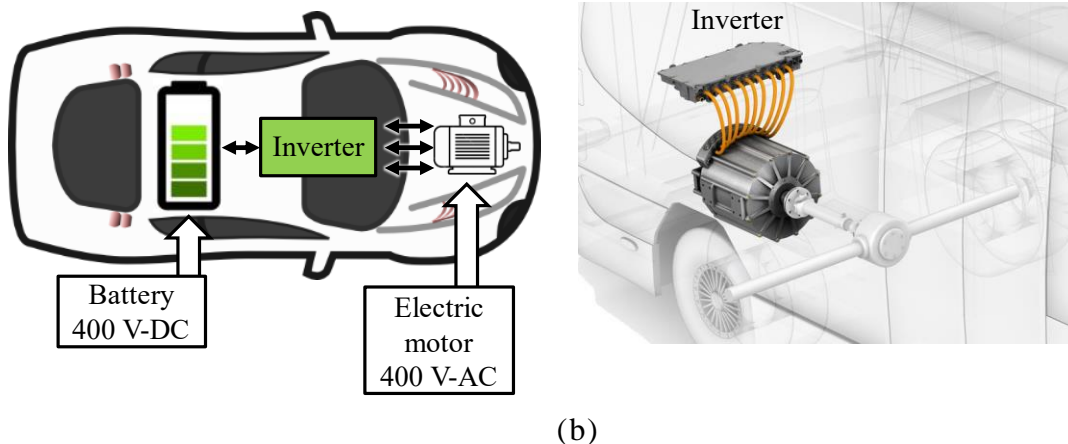 Inverter
Inverter
Battery
400 V-DC
Electric
motor
400 V-AC
(b)